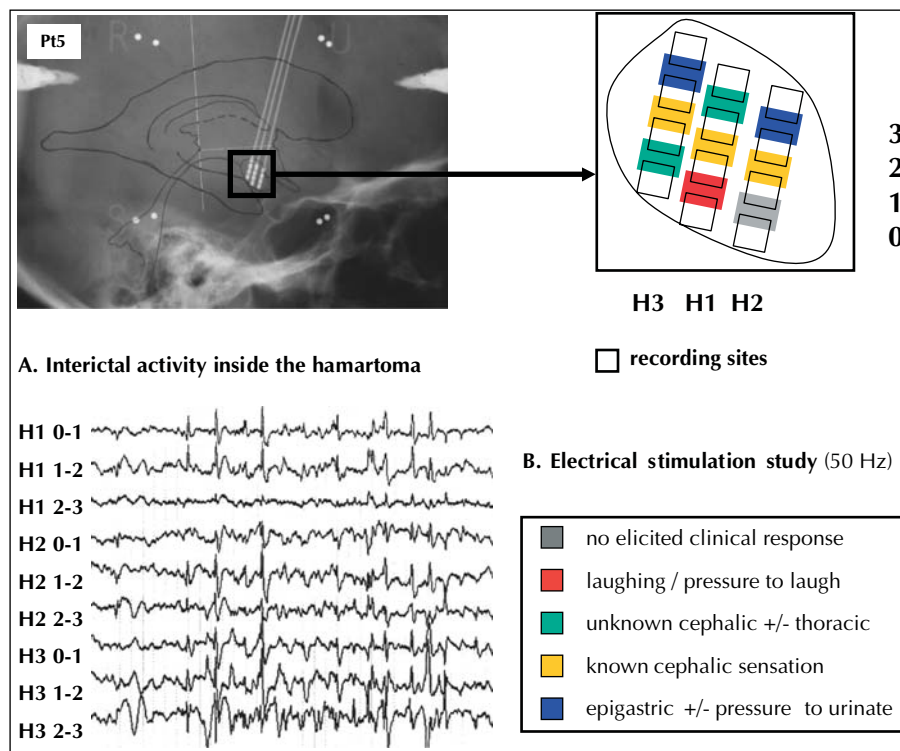 Pt5
R
3
2
1
0
H3 H1 H2
recording sites
A. Interictal activity inside the hamartoma
H1 0-1
H1 1-2
H1 2-3
H2 0-1
H2 1-2
H2 2-3
H3 0-1
H3 1-2
H3 2-3
B. Electrical stimulation study (50 Hz)
no elicited clinical response
laughing / pressure to laugh
unknown cephalic +/- thoracic
known cephalic sensation
epigastric +/- pressure to urinate